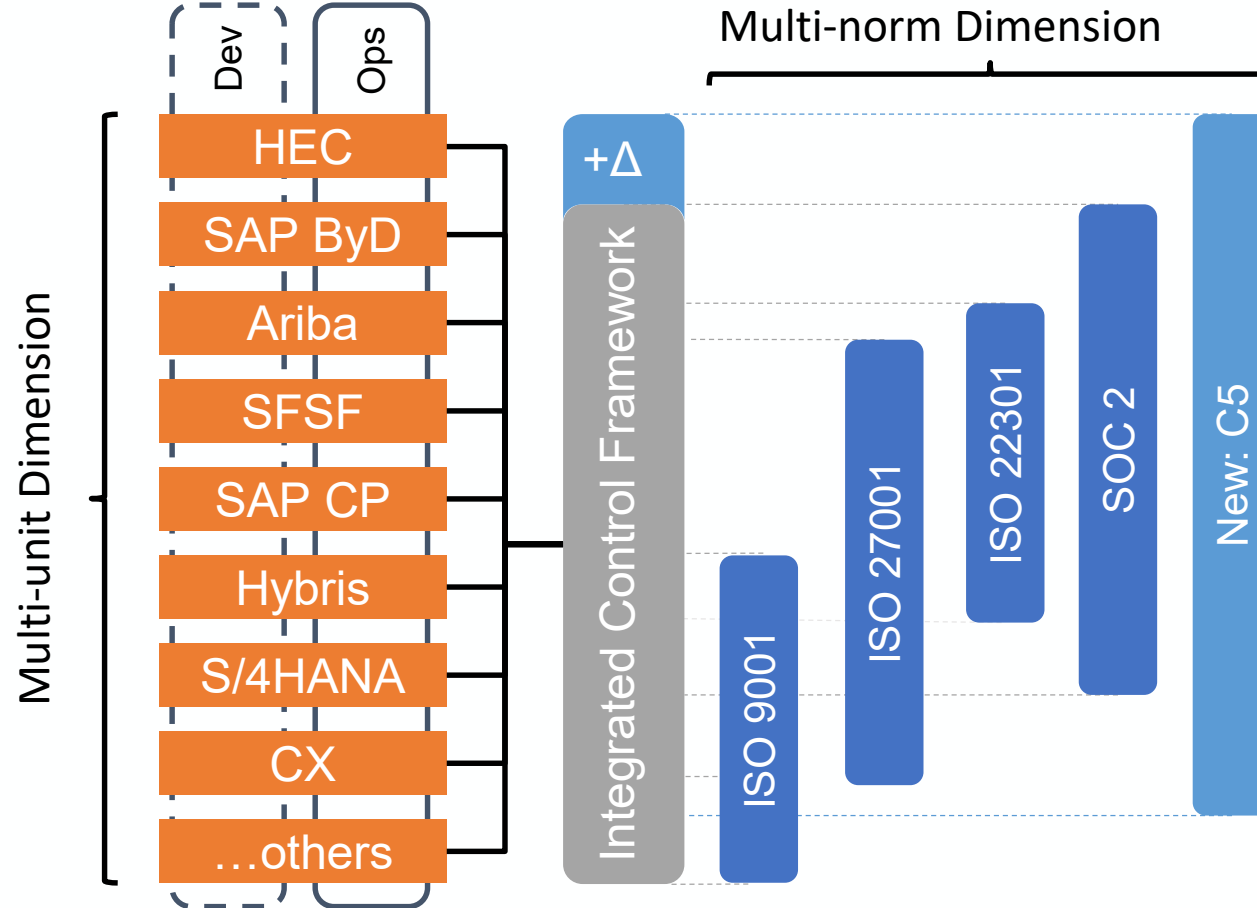 Multi-norm Dimension
Dev
Ops
Multi-unit Dimension
HEC
SAP ByD
Ariba
SFSF
SAP CP
Hybris
S/4HANA
CX
…others
+Δ
Integrated Control Framework
ISO 9001
ISO 27001
ISO 22301
SOC 2
New: C5